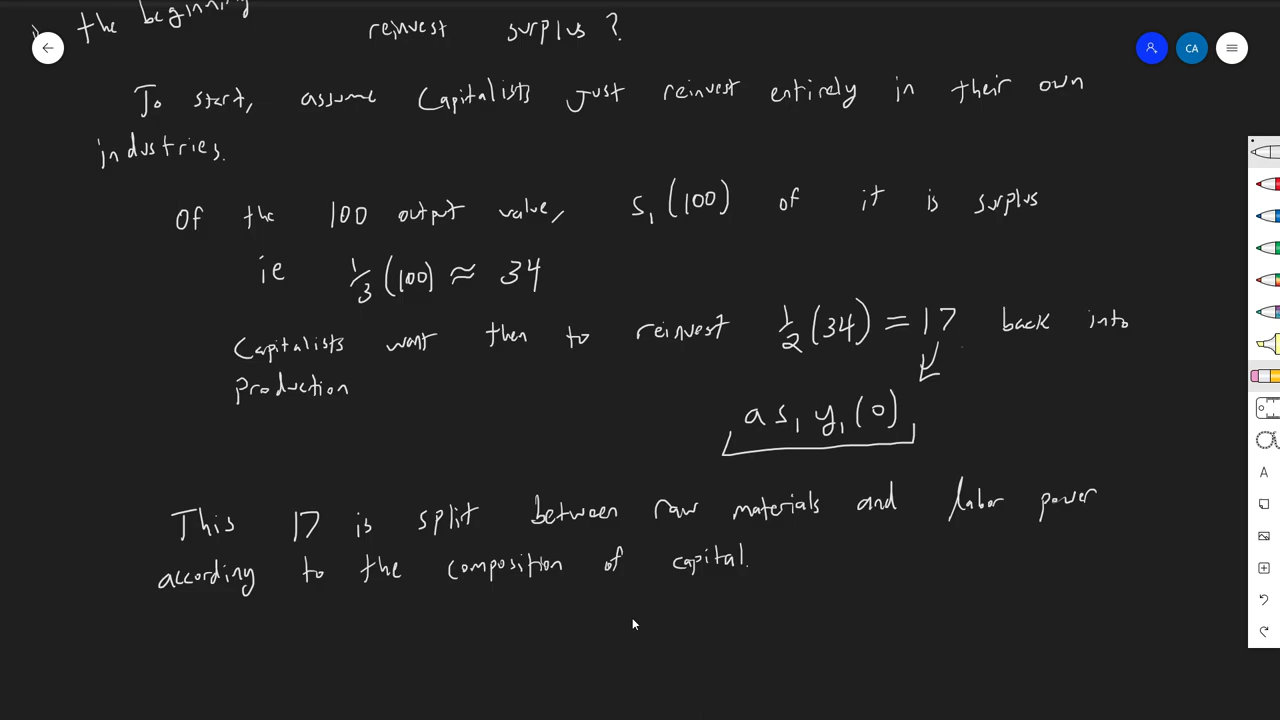 in the beginning
reinvest surplus?
To start, assume Capitalists just reinvest entirely in their own
industries.
Of the 100 output value, s₁(100) of it is surplus
ie 1/3 (100) ≈ 34
Capitalists want then to reinvest 1/2 (34) = 17 back into
production
a s₁ y₁(0)
This 17 is split between raw materials and labor power
according to the composition of capital.
CA
A